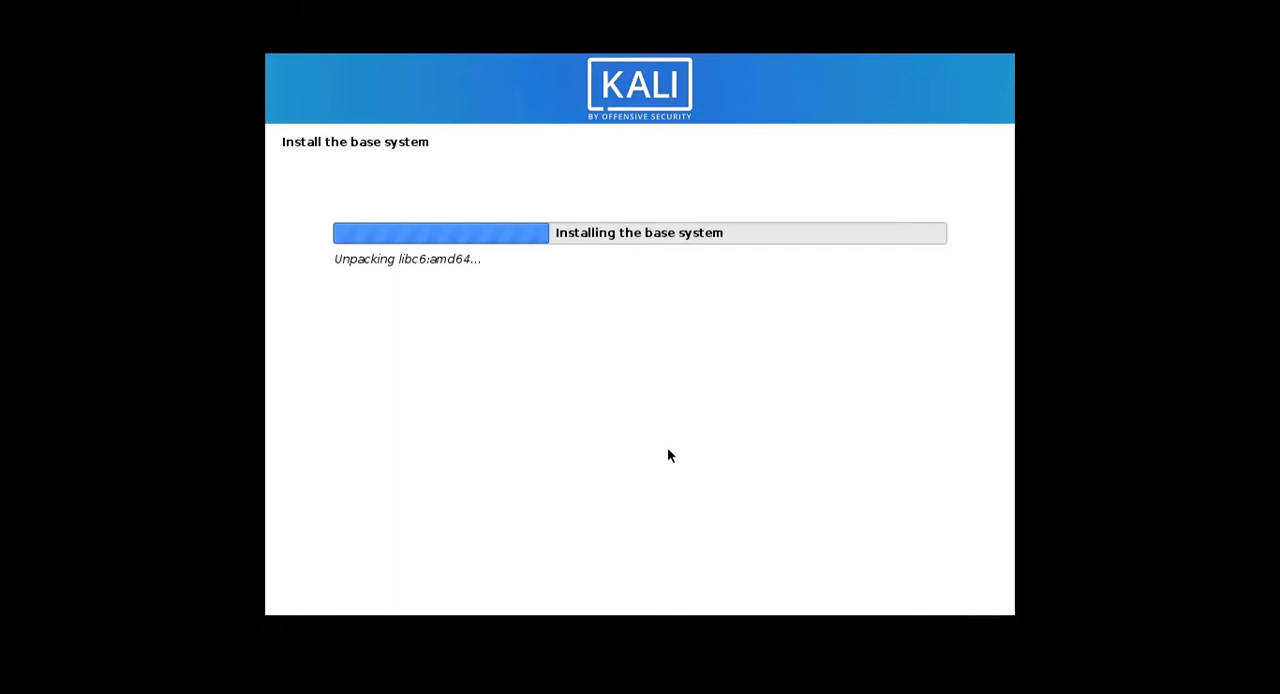 KALI
BY OFFENSIVE SECURITY
Install the base system
Installing the base system
Unpacking libc6:amd64...